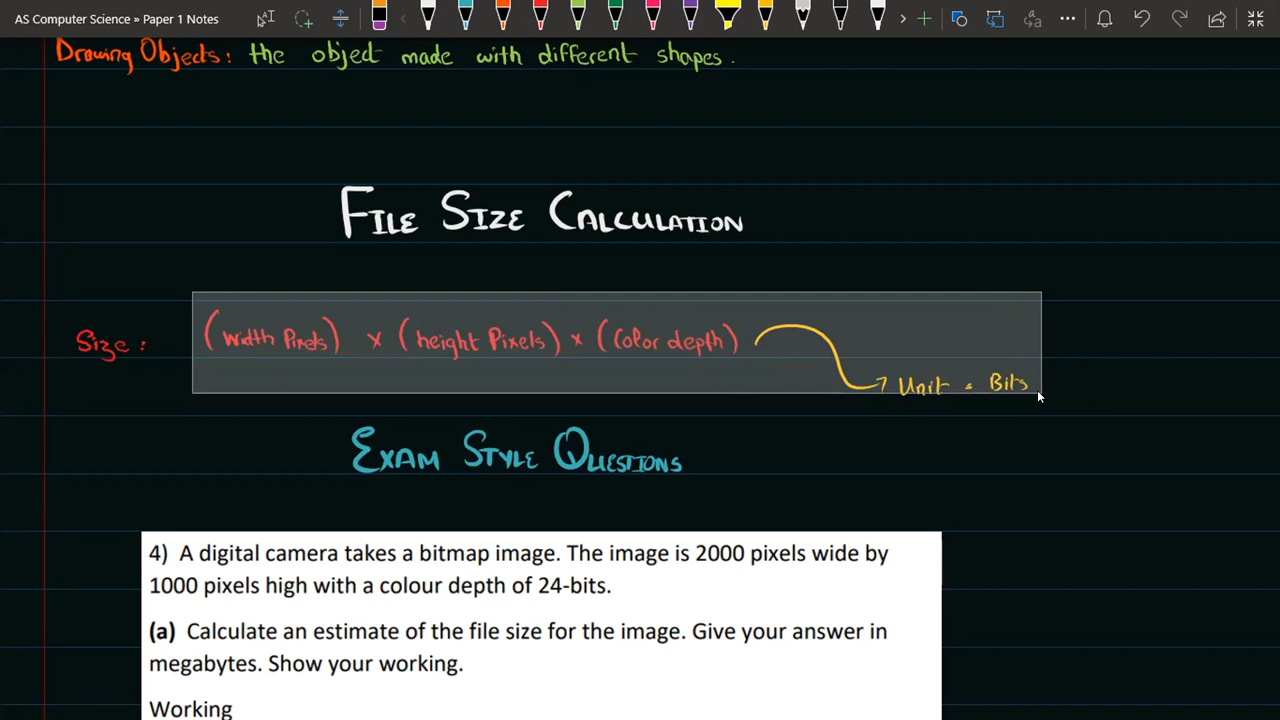 AS Computer Science » Paper 1 Notes
Drawing Objects: the object made with different shapes.
FILE SIZE CALCULATION
Size: (width Pixels) x (height Pixels) x (Color depth)
→ Unit = Bits
EXAM STYLE QUESTIONS
4) A digital camera takes a bitmap image. The image is 2000 pixels wide by
1000 pixels high with a colour depth of 24-bits.
(a) Calculate an estimate of the file size for the image. Give your answer in
megabytes. Show your working.
Working